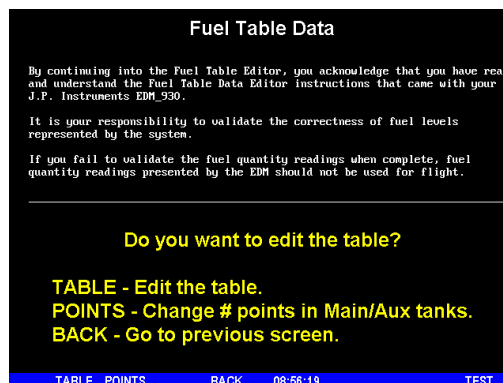 Fuel Table Data
By continuing into the Fuel Table Editor, you acknowledge that you have rea
and understand the Fuel Table Data Editor instructions that came with your
J.P. Instruments EDM_930.
It is your responsibility to validate the correctness of fuel levels
represented by the system.
If you fail to validate the fuel quantity readings when complete, fuel
quantity readings presented by the EDM should not be used for flight.
Do you want to edit the table?
TABLE - Edit the table.
POINTS - Change # points in Main/Aux tanks.
BACK - Go to previous screen.
TABLE POINTS BACK 08:56:19 TEST